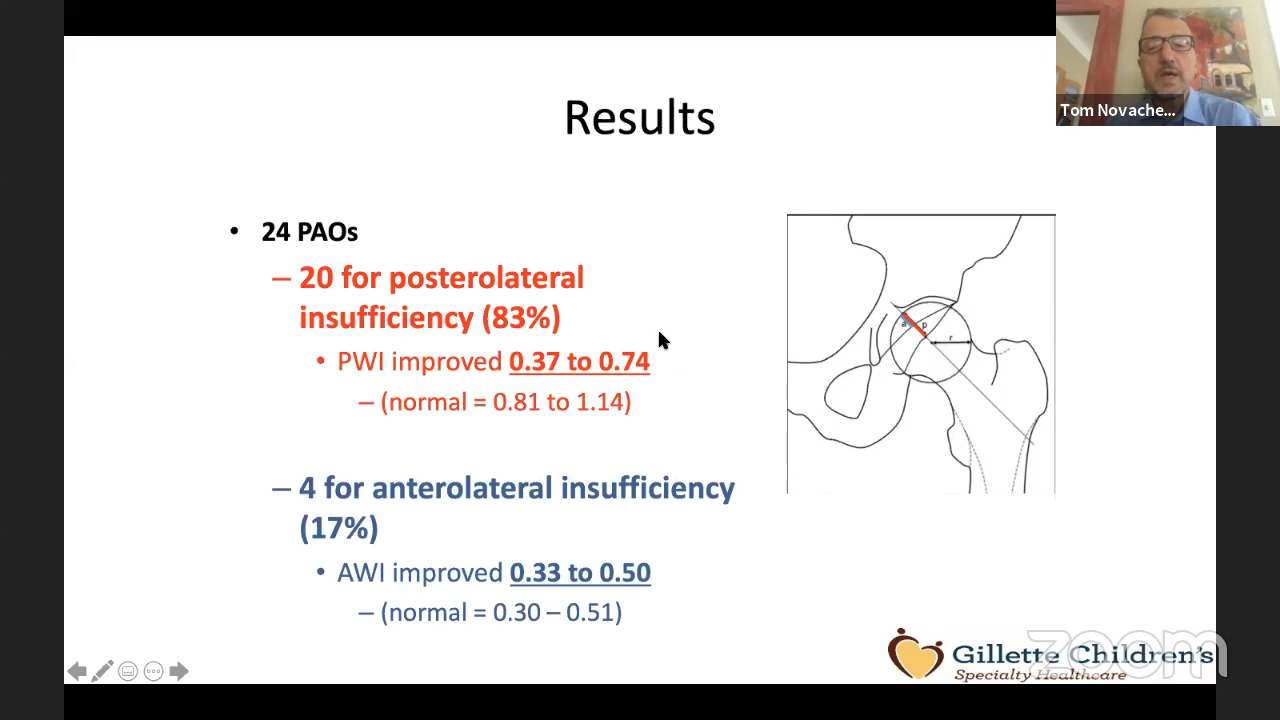 Tom Novache...
Results
• 24 PAOs
– 20 for posterolateral
insufficiency (83%)
• PWI improved 0.37 to 0.74
– (normal = 0.81 to 1.14)
– 4 for anterolateral insufficiency
(17%)
• AWI improved 0.33 to 0.50
– (normal = 0.30 – 0.51)
a p
r
Gillette Children's
Specialty Healthcare
zoom